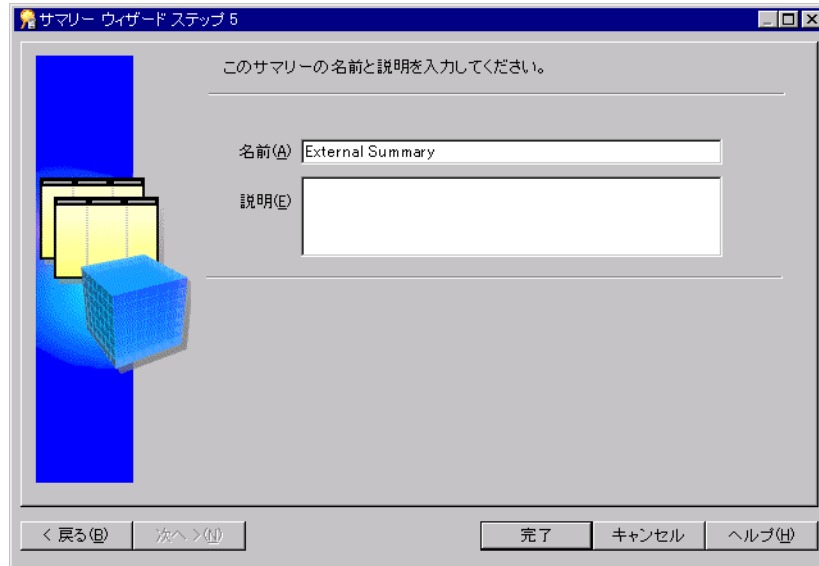 サマリー ウィザード ステップ 5
このサマリーの名前と説明を入力してください。
名前(A) External Summary
説明(E)
< 戻る(B) 次へ >(N) 完了 キャンセル ヘルプ(H)